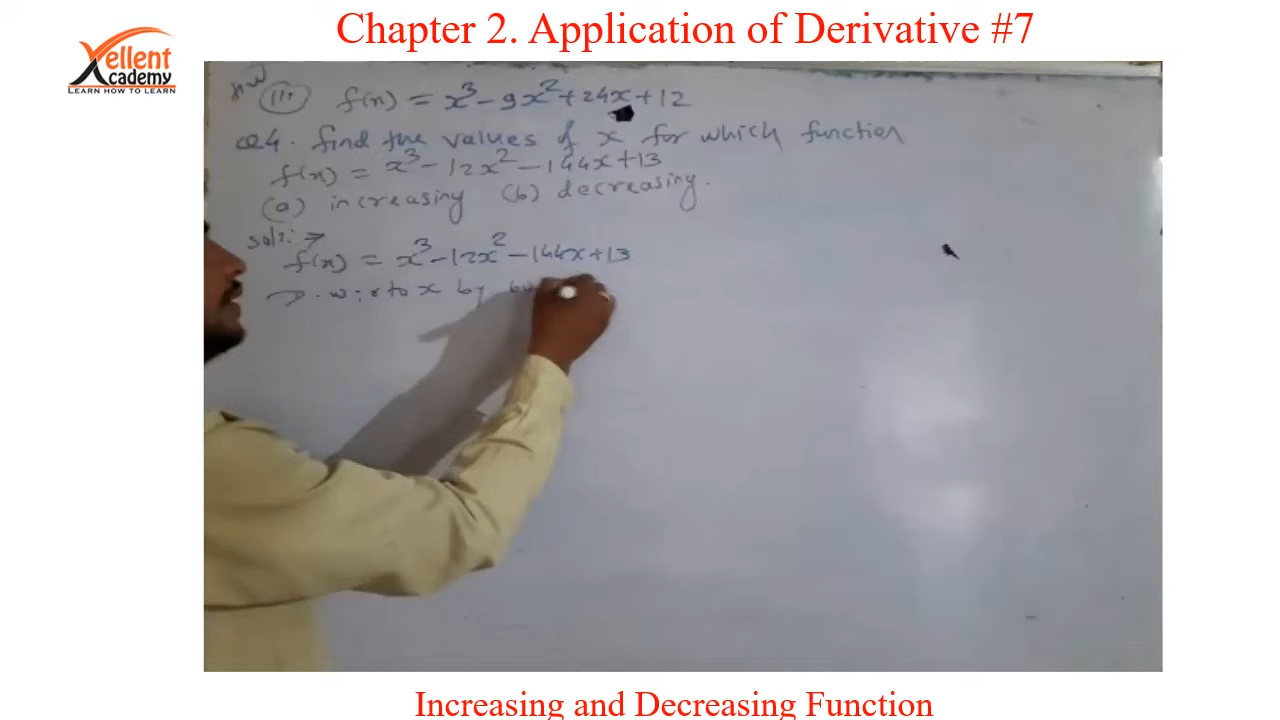 Chapter 2. Application of Derivative #7
Xellent
Academy
LEARN HOW TO LEARN
HW (iii) f(x) = x³ - 9x² + 24x + 12
Q4. find the values of x for which function
f(x) = x³ - 12x² - 144x + 13
(a) increasing (b) decreasing.
Soln: →
f(x) = x³ - 12x² - 144x + 13
D. w. r to x by
Increasing and Decreasing Function